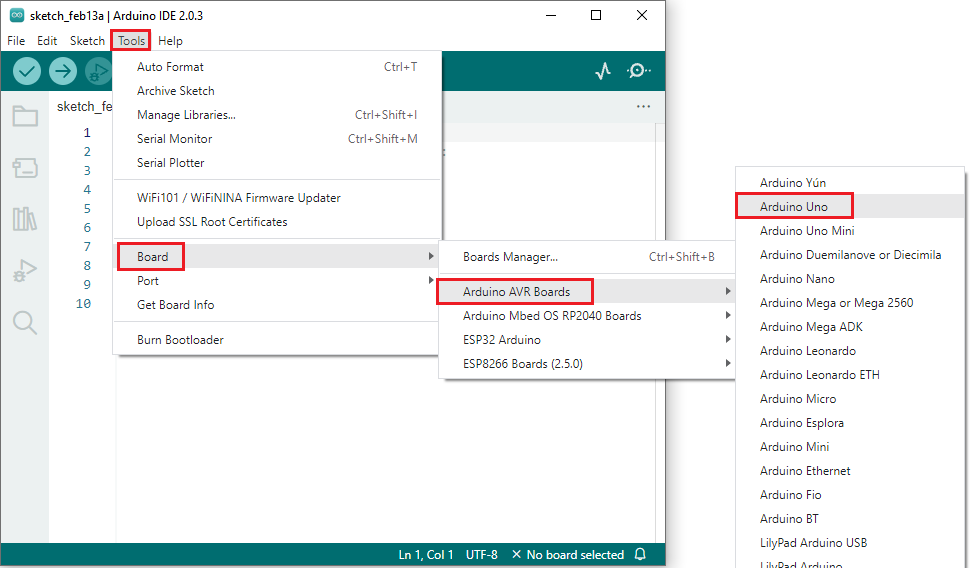 sketch_feb13a | Arduino IDE 2.0.3
File Edit Sketch Tools Help
sketch_fe
1
2
3
4
5
6
7
8
9
10
Auto Format Ctrl+T
Archive Sketch
Manage Libraries... Ctrl+Shift+I
Serial Monitor Ctrl+Shift+M
Serial Plotter
WiFi101 / WiFiNINA Firmware Updater
Upload SSL Root Certificates
Board
Port
Get Board Info
Burn Bootloader
Boards Manager... Ctrl+Shift+B
Arduino AVR Boards
Arduino Mbed OS RP2040 Boards
ESP32 Arduino
ESP8266 Boards (2.5.0)
Arduino Yún
Arduino Uno
Arduino Uno Mini
Arduino Duemilanove or Diecimila
Arduino Nano
Arduino Mega or Mega 2560
Arduino Mega ADK
Arduino Leonardo
Arduino Leonardo ETH
Arduino Micro
Arduino Esplora
Arduino Mini
Arduino Ethernet
Arduino Fio
Arduino BT
LilyPad Arduino USB
LilyPad Arduino
Ln 1, Col 1 UTF-8 No board selected